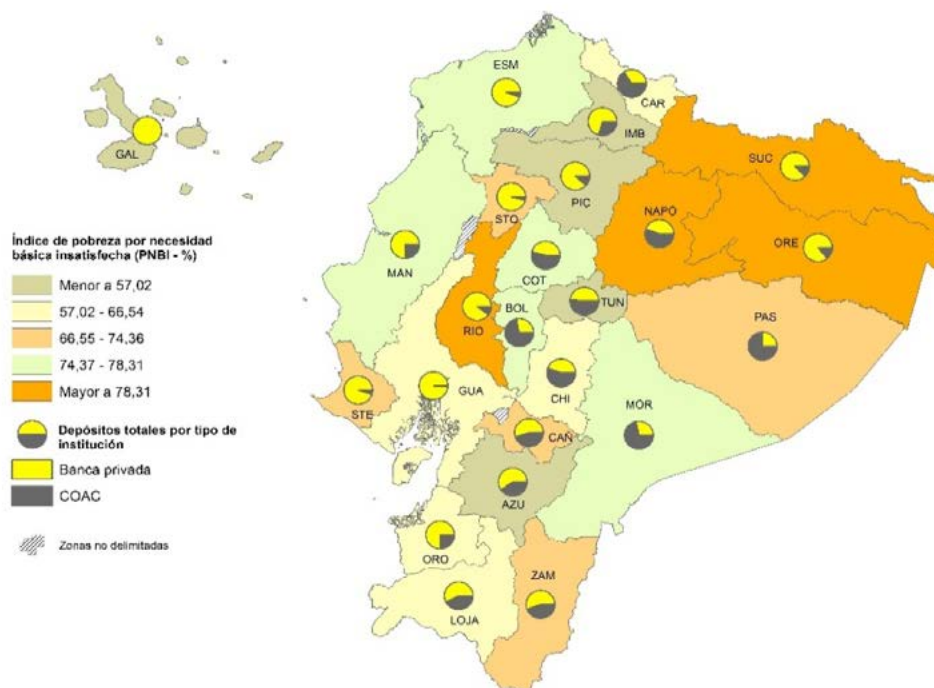 ESM
CAR
IMB
GAL
SUC
PIC
STO
NAPO
ORE
Índice de pobreza por necesidad
básica insatisfecha (PNBI - %)
MAN
COT
Menor a 57,02
TUN
BOL
57,02 - 66,54
RIO
PAS
66,55 - 74,36
74,37 - 78,31
CHI
Mayor a 78,31
STE
GUA
MOR
Depósitos totales por tipo de
institución
CAÑ
Banca privada
COAC
AZU
Zonas no delimitadas
ORO
ZAM
LOJA